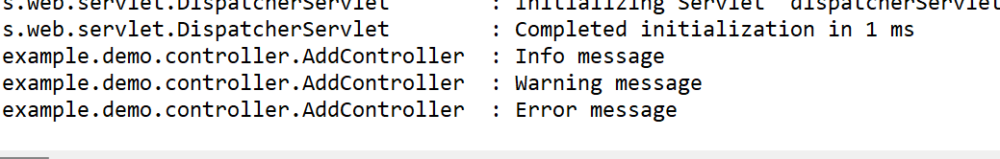 s.web.servlet.DispatcherServlet : Initializing Servlet 'dispatcherServlet
s.web.servlet.DispatcherServlet : Completed initialization in 1 ms
example.demo.controller.AddController : Info message
example.demo.controller.AddController : Warning message
example.demo.controller.AddController : Error message